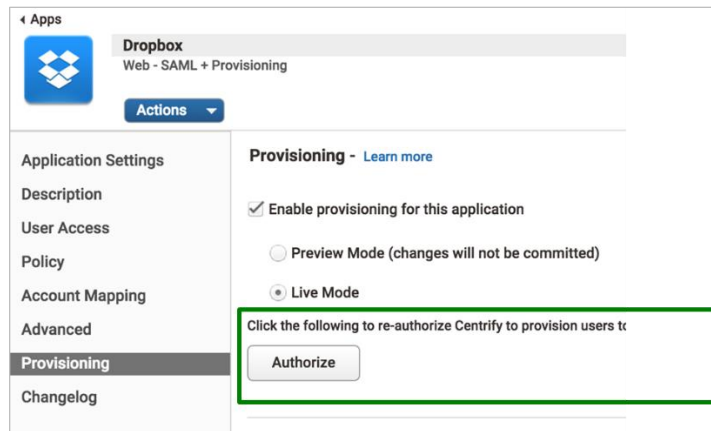 Apps
Dropbox
Web - SAML + Provisioning
Actions
Application Settings
Description
User Access
Policy
Account Mapping
Advanced
Provisioning
Changelog
Provisioning - Learn more
Enable provisioning for this application
Preview Mode (changes will not be committed)
Live Mode
Click the following to re-authorize Centrify to provision users
Authorize